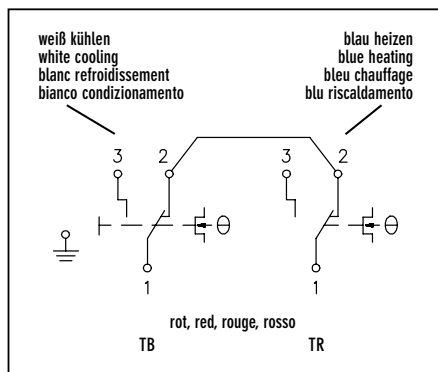 weiß kühlen
white cooling
blanc refroidissement
bianco condizionamento
blau heizen
blue heating
bleu chauffage
blu riscaldamento
3 2 3 2
θ θ
1 1
rot, red, rouge, rosso
TB TR